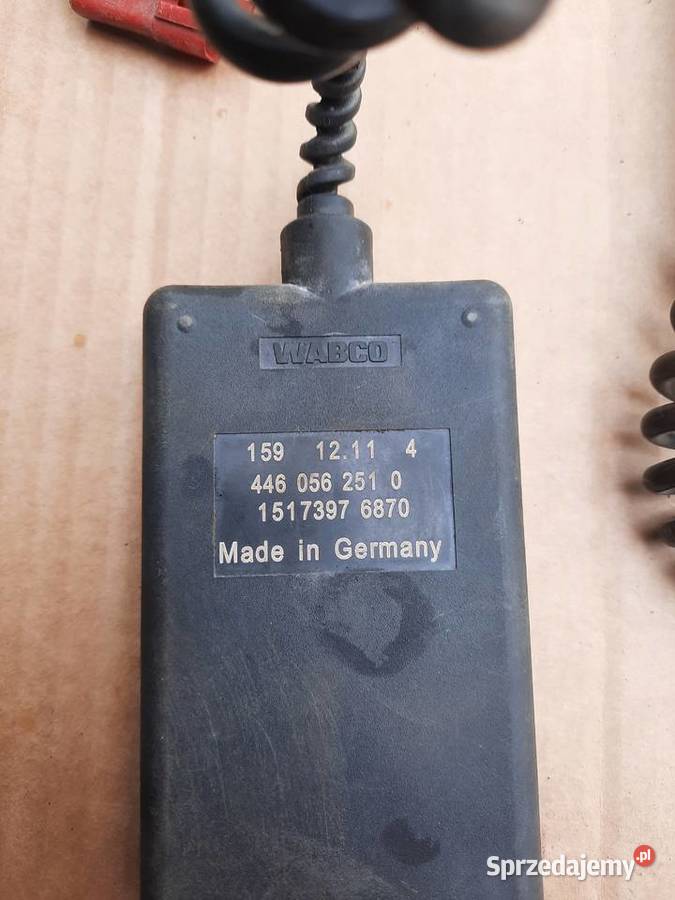 WABCO
159 12.11 4
446 056 251 0
1517397 6870
Made in Germany
Sprzedajemy.pl